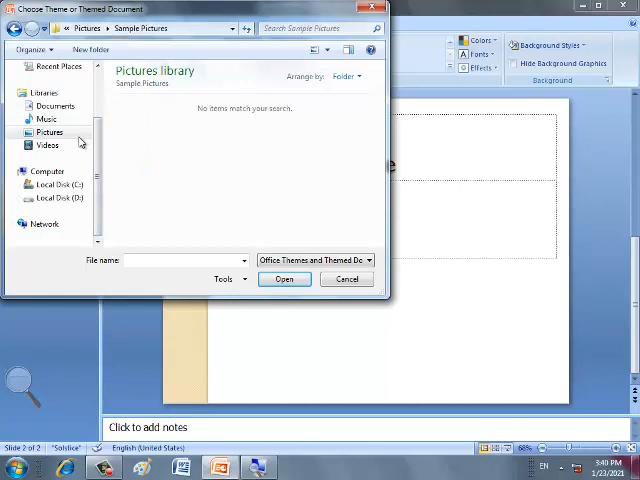 Choose Theme or Themed Document
« Pictures ▸ Sample Pictures
Search Sample Pictures
Organize
New folder
Recent Places
Libraries
Documents
Music
Pictures
Videos
Computer
Local Disk (C:)
Local Disk (D:)
Network
Pictures library
Sample Pictures
Arrange by:
Folder
No items match your search.
File name:
Office Themes and Themed Do
Tools
Open
Cancel
Colors
Fonts
Effects
Background Styles
Hide Background Graphics
Background
e
Click to add notes
Slide 2 of 2
"Solstice"
English (United States)
68%
EN
3:40 PM
1/23/2021